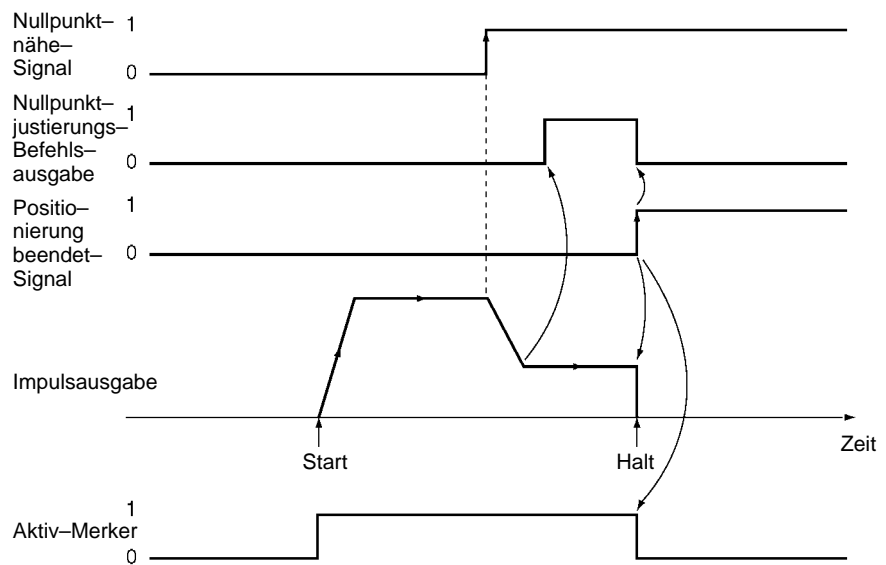 Nullpunkt–
nähe–
Signal
1
0
Nullpunkt–
justierungs–
Befehls–
ausgabe
1
0
Positio–
nierung
beendet–
Signal
1
0
Impulsausgabe
Zeit
Start
Halt
Aktiv–Merker
1
0